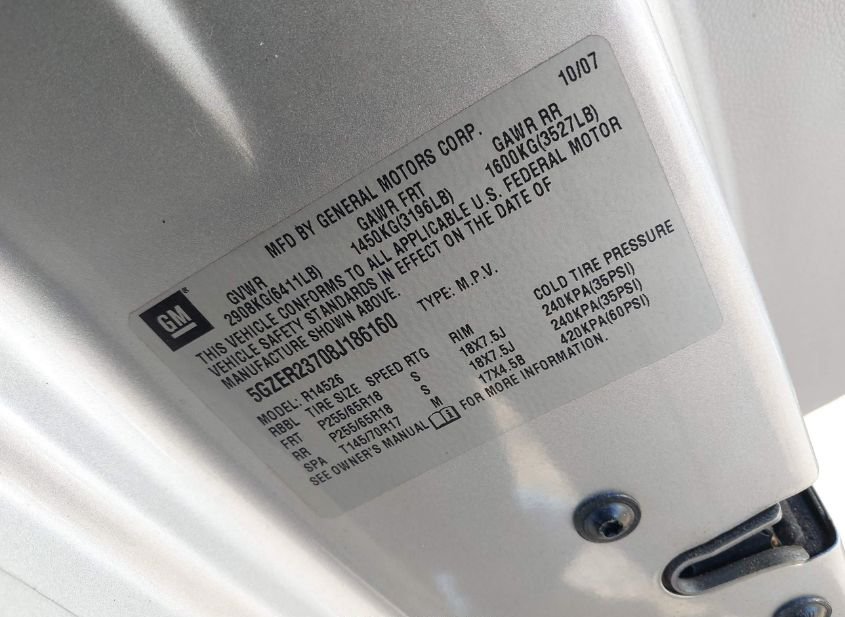 GM
MFD BY GENERAL MOTORS CORP. 10/07
GVWR GAWR FRT GAWR RR
2908KG(6411LB) 1450KG(3196LB) 1600KG(3527LB)
THIS VEHICLE CONFORMS TO ALL APPLICABLE U.S. FEDERAL MOTOR
VEHICLE SAFETY STANDARDS IN EFFECT ON THE DATE OF
MANUFACTURE SHOWN ABOVE.
5GZER23708J186160 TYPE: M.P.V.
MODEL: R14526
RBBL TIRE SIZE SPEED RTG RIM COLD TIRE PRESSURE
FRT P255/65R18 S 18X7.5J 240KPA(35PSI)
RR P255/65R18 S 18X7.5J 240KPA(35PSI)
SPA T145/70R17 M 17X4.5B 420KPA(60PSI)
SEE OWNER'S MANUAL FOR MORE INFORMATION.